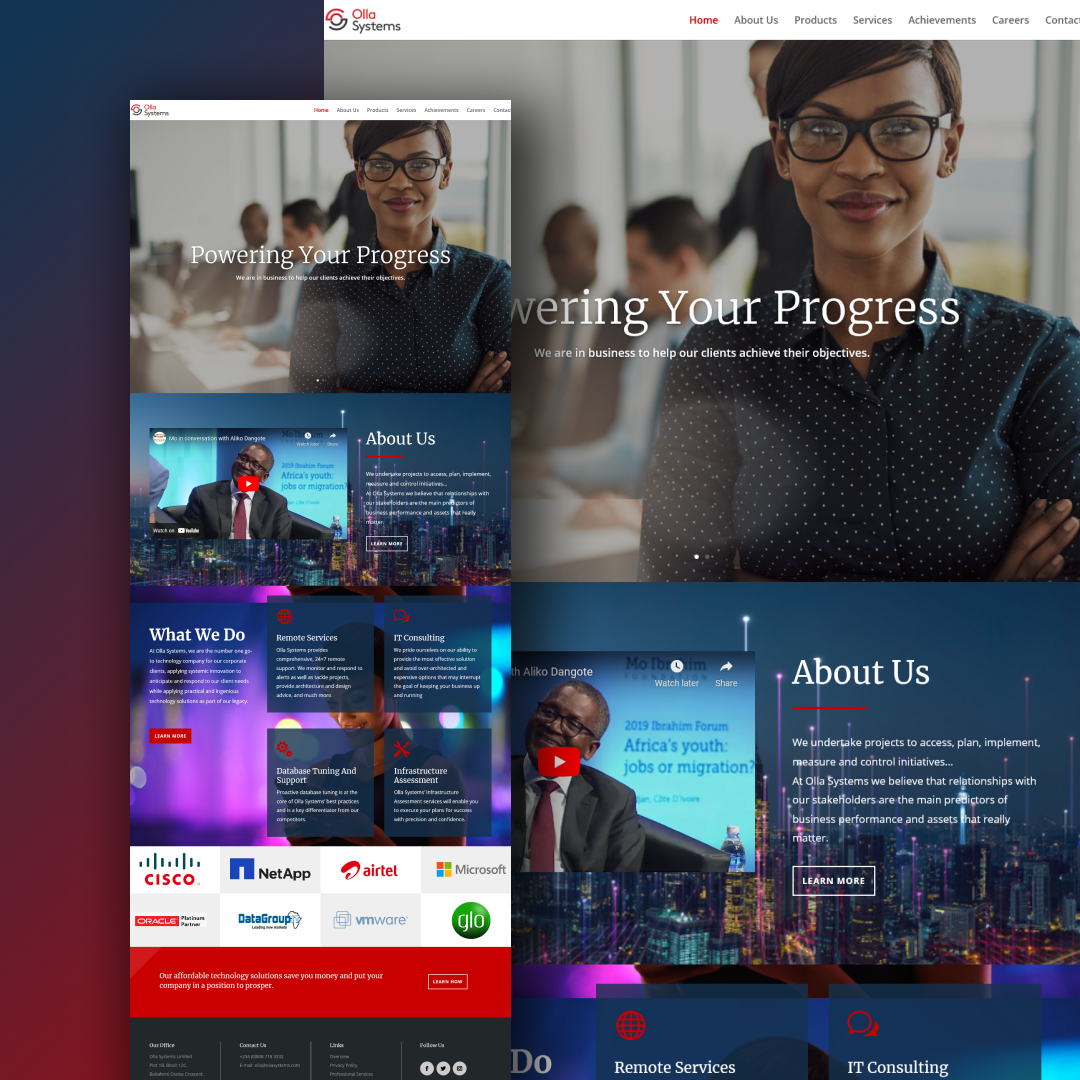 Olla
Systems
Home About Us Products Services Achievements Careers Contact
Powering Your Progress
We are in business to help our clients achieve their objectives.
Mo in conversation with Aliko Dangote
Watch later Share
2019 Ibrahim Forum
Africa's youth:
jobs or migration?
Watch on YouTube
About Us
We undertake projects to access, plan, implement,
measure and control initiatives...
At Olla Systems we believe that relationships with
our stakeholders are the main predictors of
business performance and assets that really
matter.
LEARN MORE
What We Do
At Olla Systems, we are the number one go-
to technology company for our corporate
clients, applying systemic innovation to
anticipate and respond to our client needs
while applying practical and ingenious
technology solutions as part of our legacy.
LEARN MORE
Remote Services
Olla Systems provides
comprehensive, 24×7 remote
support. We monitor and respond to
alerts as well as tackle projects,
provide architecture and design
advice, and much more.
IT Consulting
We pride ourselves on our ability to
provide the most effective solution
and avoid over-architected and
expensive options that may interrupt
the goal of keeping your business up
and running
Database Tuning And
Support
Proactive database tuning is at the
core of Olla Systems' best practices
and is a key differentiator from our
competitors.
Infrastructure
Assessment
Olla Systems' Infrastructure
Assessment services will enable you
to execute your plans for success
with precision and confidence.
CISCO
NetApp
airtel
Microsoft
ORACLE Platinum
Partner
DataGroup
Leading new markets
vmware
glo
Our affordable technology solutions save you money and put your
company in a position to prosper.
LEARN HOW
Our Office
Olla Systems Limited
Contact Us
Links
Overview
Privacy Policy
Professional Services
Follow Us
Olla
Systems
Home About Us Products Services Achievements Careers Contact
wering Your Progress
We are in business to help our clients achieve their objectives.
th Aliko Dangote
Mo Ibrahim
Watch later Share
2019 Ibrahim Forum
Africa's youth:
jobs or migration?
djan, Côte D'Ivoire
About Us
We undertake projects to access, plan, implement,
measure and control initiatives...
At Olla Systems we believe that relationships with
our stakeholders are the main predictors of
business performance and assets that really
matter.
LEARN MORE
Do
Remote Services
IT Consulting